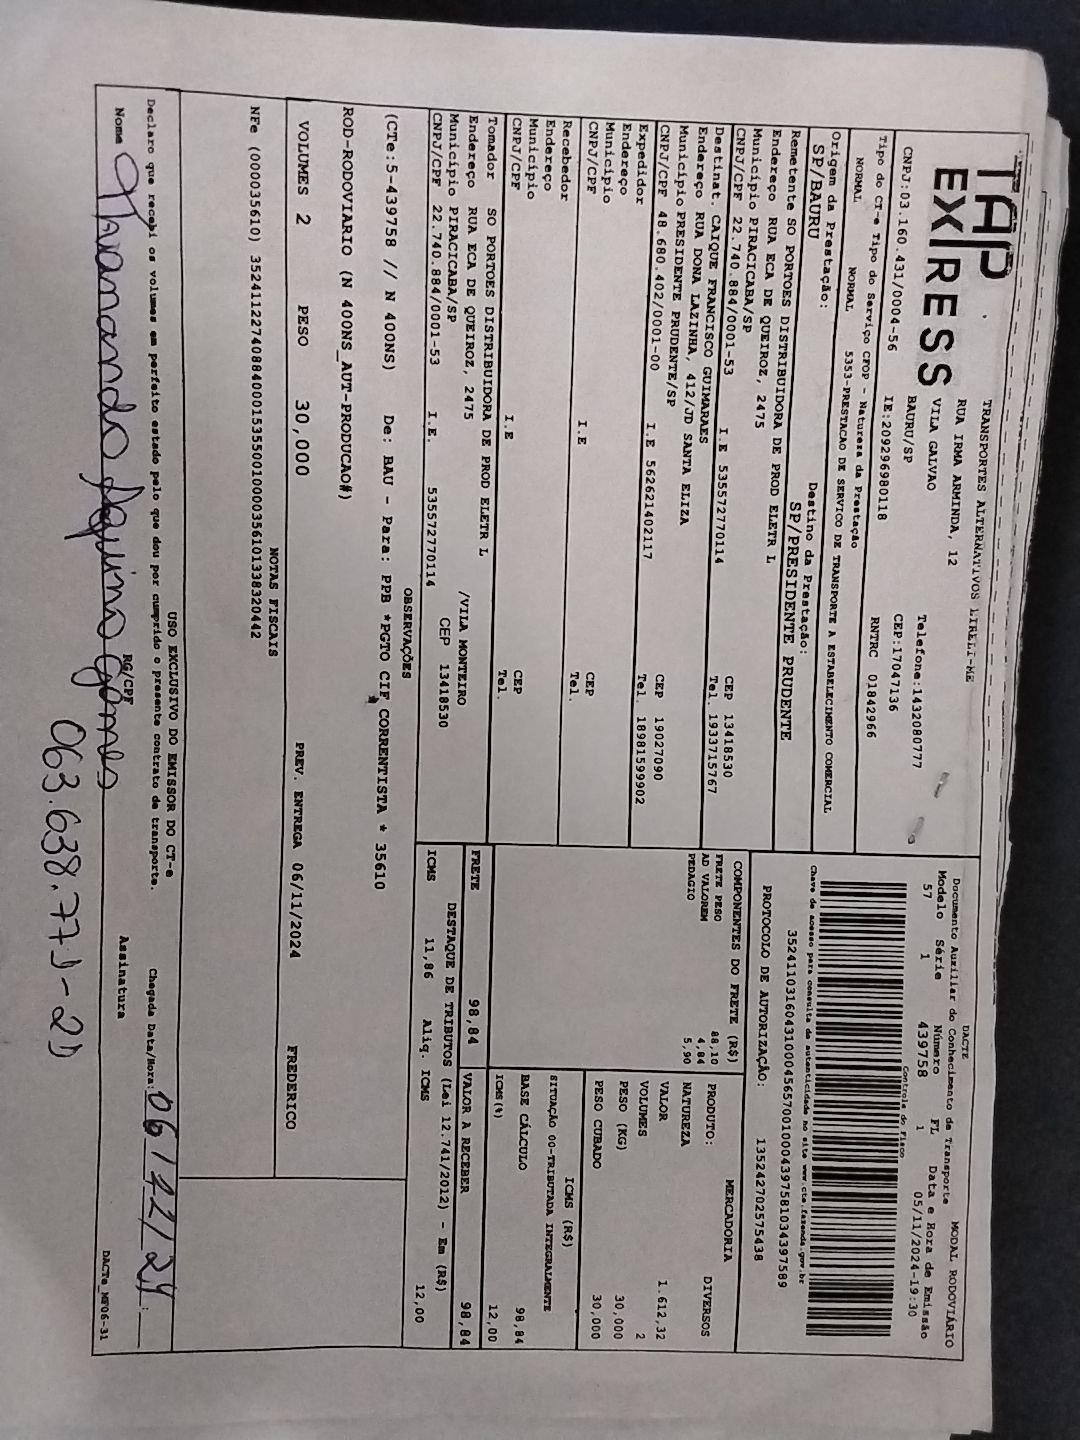 TAP
EXPRESS
TRANSPORTES ALTERNATIVOS EIRELI-ME
RUA IRMA ARMINDA, 12
VILA GALVAO
BAURU/SP
Telefone:1432080777
CEP:17047136
CNPJ:03.160.431/0004-56 IE:209296980118 RNTRC 01842966
Tipo do CT-e Tipo do Serviço CFOP - Natureza da Prestação
NORMAL NORMAL 5353-PRESTACAO DE SERVICO DE TRANSPORTE A ESTABELECIMENTO COMERCIAL
Origem da Prestação: Destino da Prestação:
SP/BAURU SP/PRESIDENTE PRUDENTE
Remetente SO PORTOES DISTRIBUIDORA DE PROD ELETR L
Endereço RUA ECA DE QUEIROZ, 2475
Município PIRACICABA/SP CEP 13418530
CNPJ/CPF 22.740.884/0001-53 I.E 535572770114 Tel. 1933715767
Destinat. CAIQUE FRANCISCO GUIMARAES
Endereço RUA DONA LAZINHA, 412/JD SANTA ELIZA
Município PRESIDENTE PRUDENTE/SP CEP 19027090
CNPJ/CPF 48.680.402/0001-00 I.E 562621402117 Tel. 18981599902
Expedidor
Endereço
Município CEP
CNPJ/CPF I.E Tel.
Recebedor
Endereço
Município CEP
CNPJ/CPF I.E Tel.
Tomador SO PORTOES DISTRIBUIDORA DE PROD ELETR L
Endereço RUA ECA DE QUEIROZ, 2475 /VILA MONTEIRO
Município PIRACICABA/SP CEP 13418530
CNPJ/CPF 22.740.884/0001-53 I.E. 535572770114
DACTE MODAL RODOVIÁRIO
Documento Auxiliar do Conhecimento de Transporte
Modelo Série Número FL Data e Hora de Emissão
57 1 439758 1 05/11/2024-19:30
Controle do Fisco
Chave de acesso para consulta de autenticidade no site www.cte.fazenda.gov.br
35241103160431000456570010004397581034397589
PROTOCOLO DE AUTORIZAÇÃO: 135242702575438
COMPONENTES DO FRETE (R$)
FRETE PESO 88,10
AD VALOREM 4,84
PEDAGIO 5,90
MERCADORIA
PRODUTO: DIVERSOS
NATUREZA
VALOR 1.612,32
VOLUMES 2
PESO (KG) 30,000
PESO CUBADO 30,000
ICMS (R$)
SITUAÇÃO 00-TRIBUTADA INTEGRALMENTE
BASE CÁLCULO 98,84
ICMS(%) 12,00
FRETE 98,84 VALOR A RECEBER 98,84
DESTAQUE DE TRIBUTOS (Lei 12.741/2012) - Em (R$)
ICMS 11,86 Aliq. ICMS 12,00
OBSERVAÇÕES
(CTe:5-439758 // N 400NS) De: BAU - Para: PPB *PGTO CIF CORRENTISTA * 35610
ROD-RODOVIARIO (N 400NS_AUT-PRODUCAO#)
VOLUMES 2 PESO 30,000 PREV. ENTREGA 06/11/2024 FREDERICO
NOTAS FISCAIS
NFe (000035610) 35241122740884000153550010000356101338320442
USO EXCLUSIVO DO EMISSOR DO CT-e
Declaro que recebi os volumes em perfeito estado pelo que dou por cumprido o presente contrato de transporte. Chegada Data/Hora: :
Nome RG/CPF Assinatura
DACTe_MF06-31